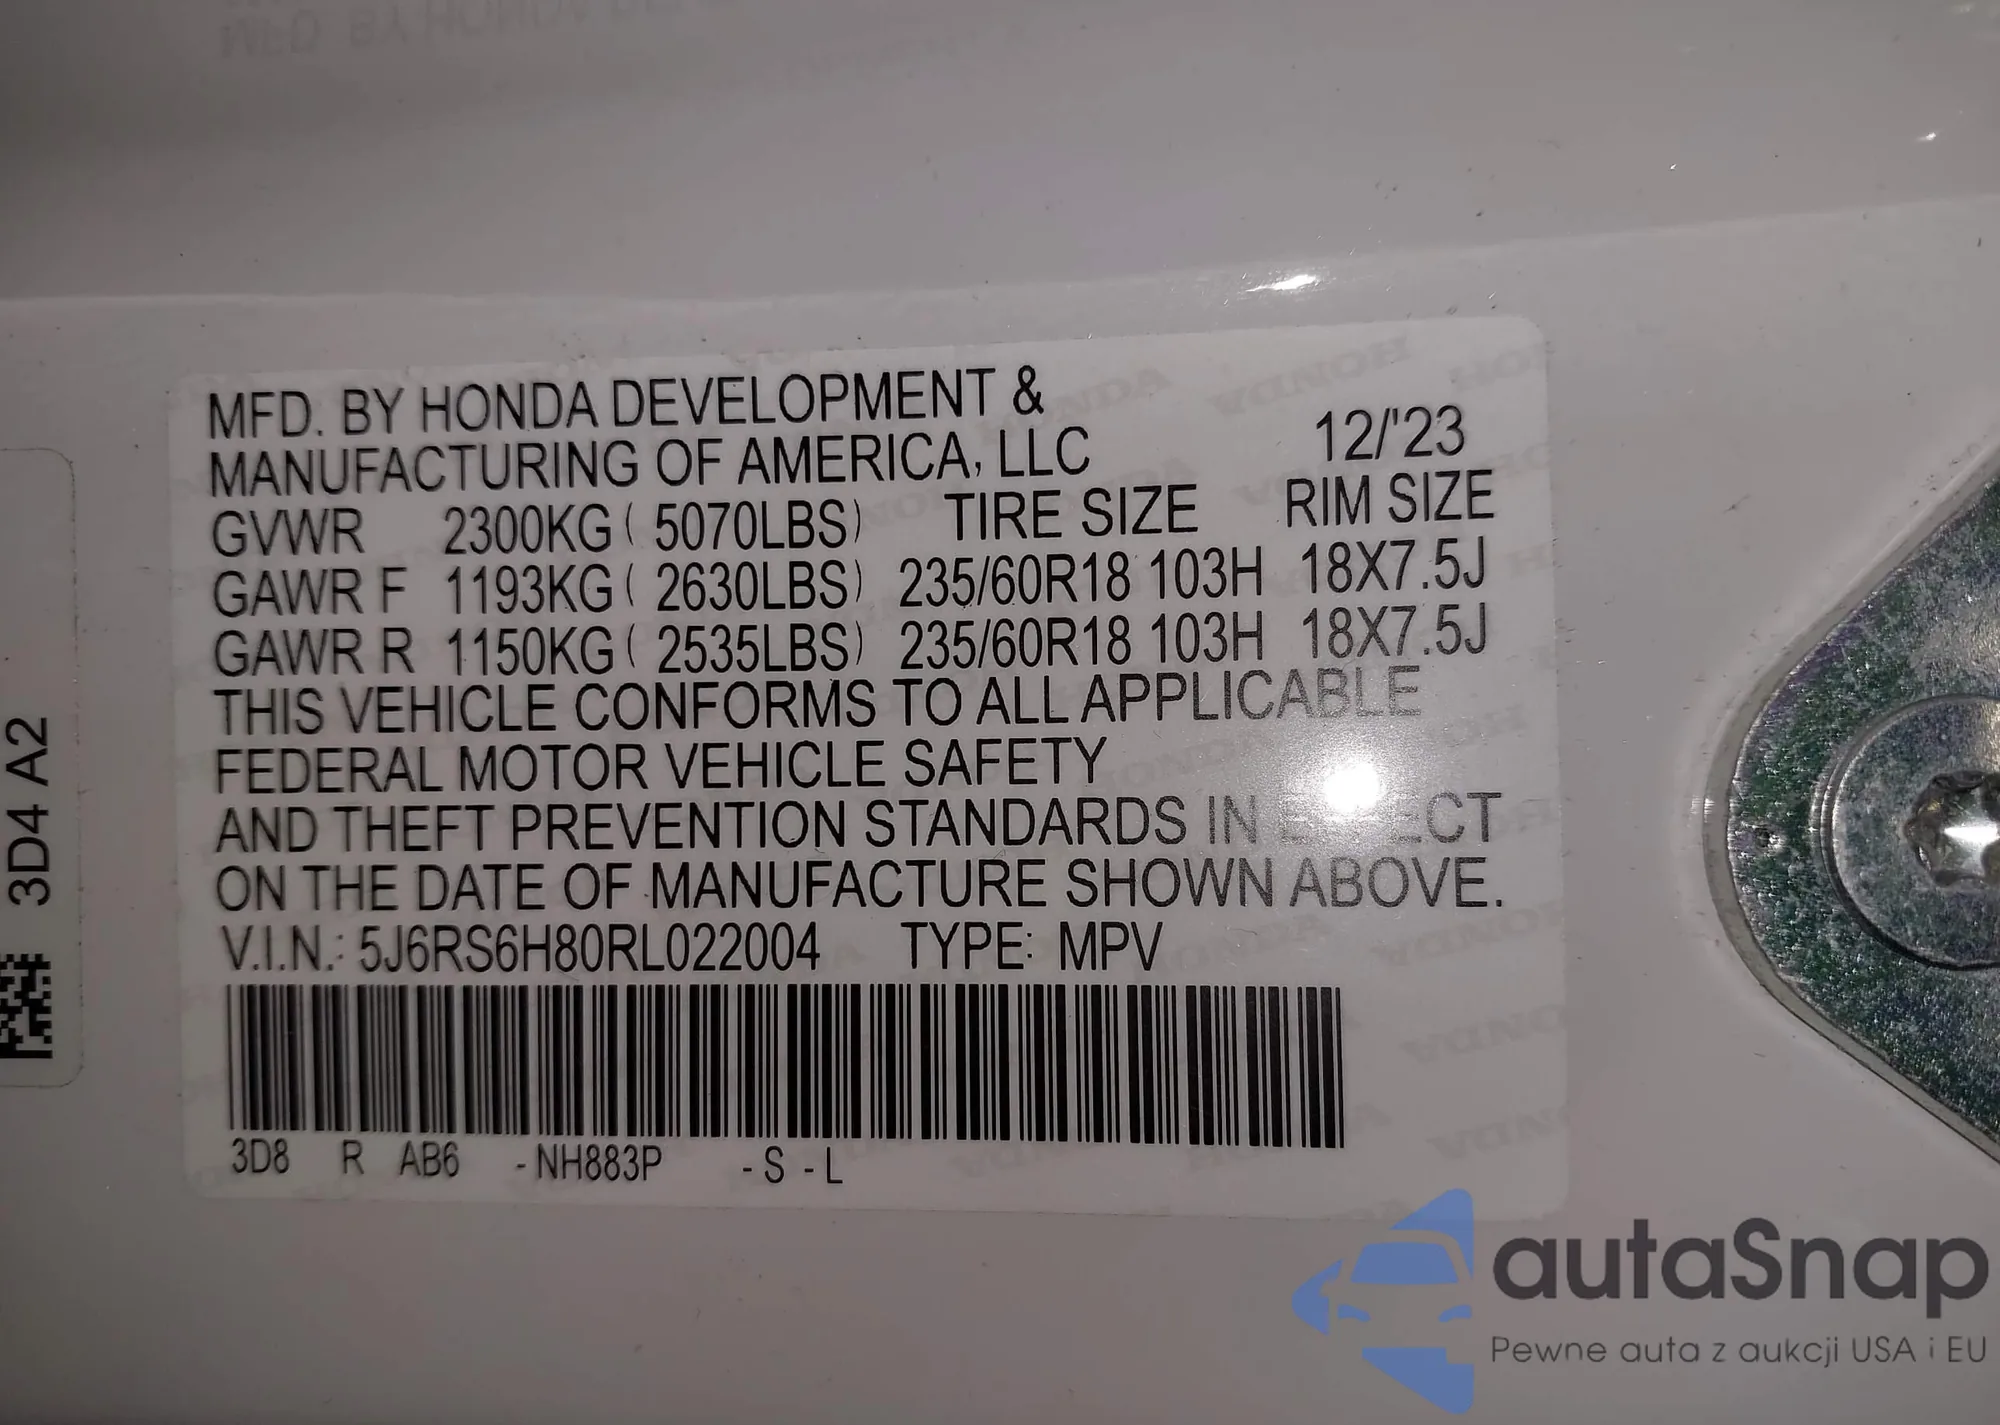 MFD. BY HONDA DEVELOPMENT &
MANUFACTURING OF AMERICA, LLC 12/'23
GVWR 2300KG ( 5070LBS) TIRE SIZE RIM SIZE
GAWR F 1193KG ( 2630LBS) 235/60R18 103H 18X7.5J
GAWR R 1150KG ( 2535LBS) 235/60R18 103H 18X7.5J
THIS VEHICLE CONFORMS TO ALL APPLICABLE
FEDERAL MOTOR VEHICLE SAFETY
AND THEFT PREVENTION STANDARDS IN EFFECT
ON THE DATE OF MANUFACTURE SHOWN ABOVE.
V.I.N.: 5J6RS6H80RL022004 TYPE: MPV
3D8 R AB6 -NH883P -S -L
3D4 A2
autaSnap
Pewne auta z aukcji USA i EU